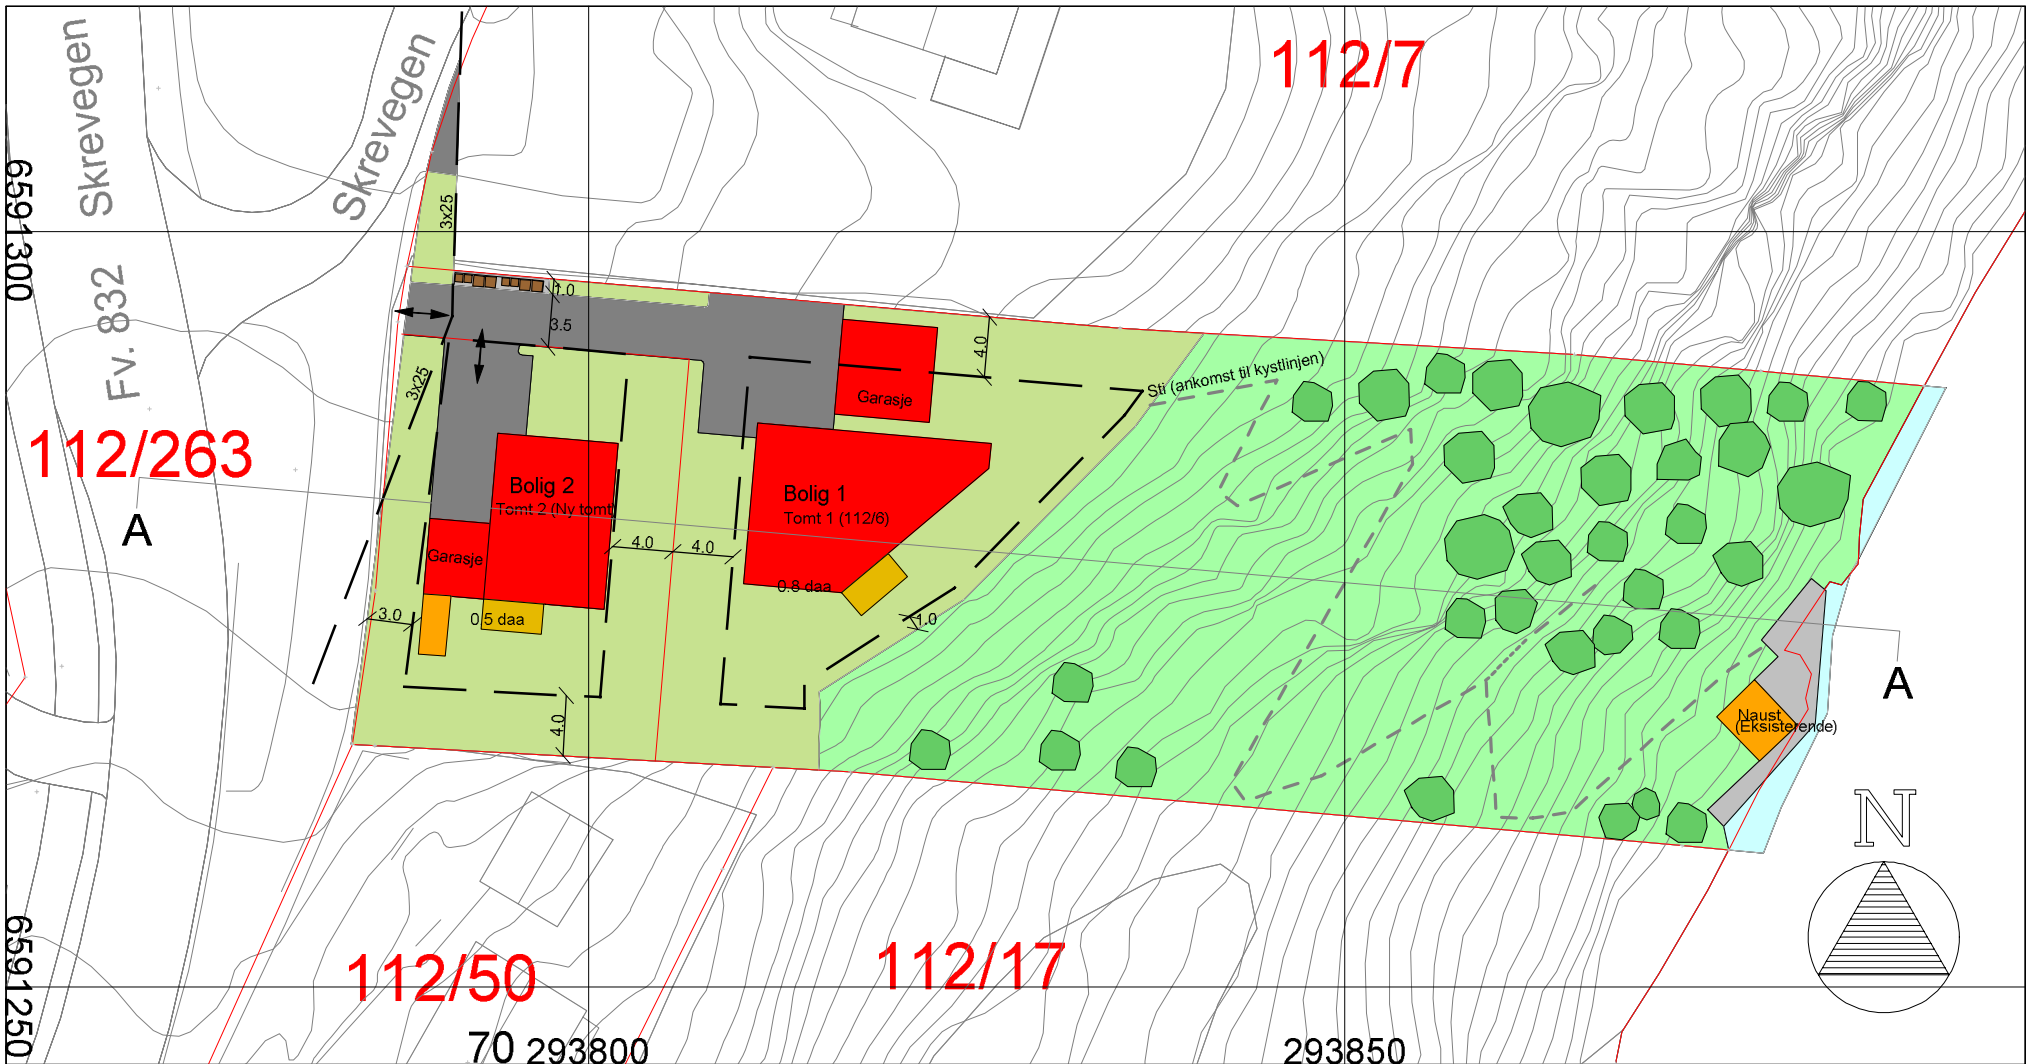 Fv. 832 Skrevegen
Skrevegen
112/7
6591300
3x25
1.0
3.5
4.0
Sti (ankomst til kystlinjen)
3x25
Garasje
112/263
Bolig 2
Tomt 2 (Ny tomt)
Bolig 1
Tomt 1 (112/6)
A
4.0
4.0
Garasje
0.8 daa
3.0
0.5 daa
1.0
A
4.0
Naust
(Eksisterende)
N
112/50
112/17
6591250
70
293800
293850